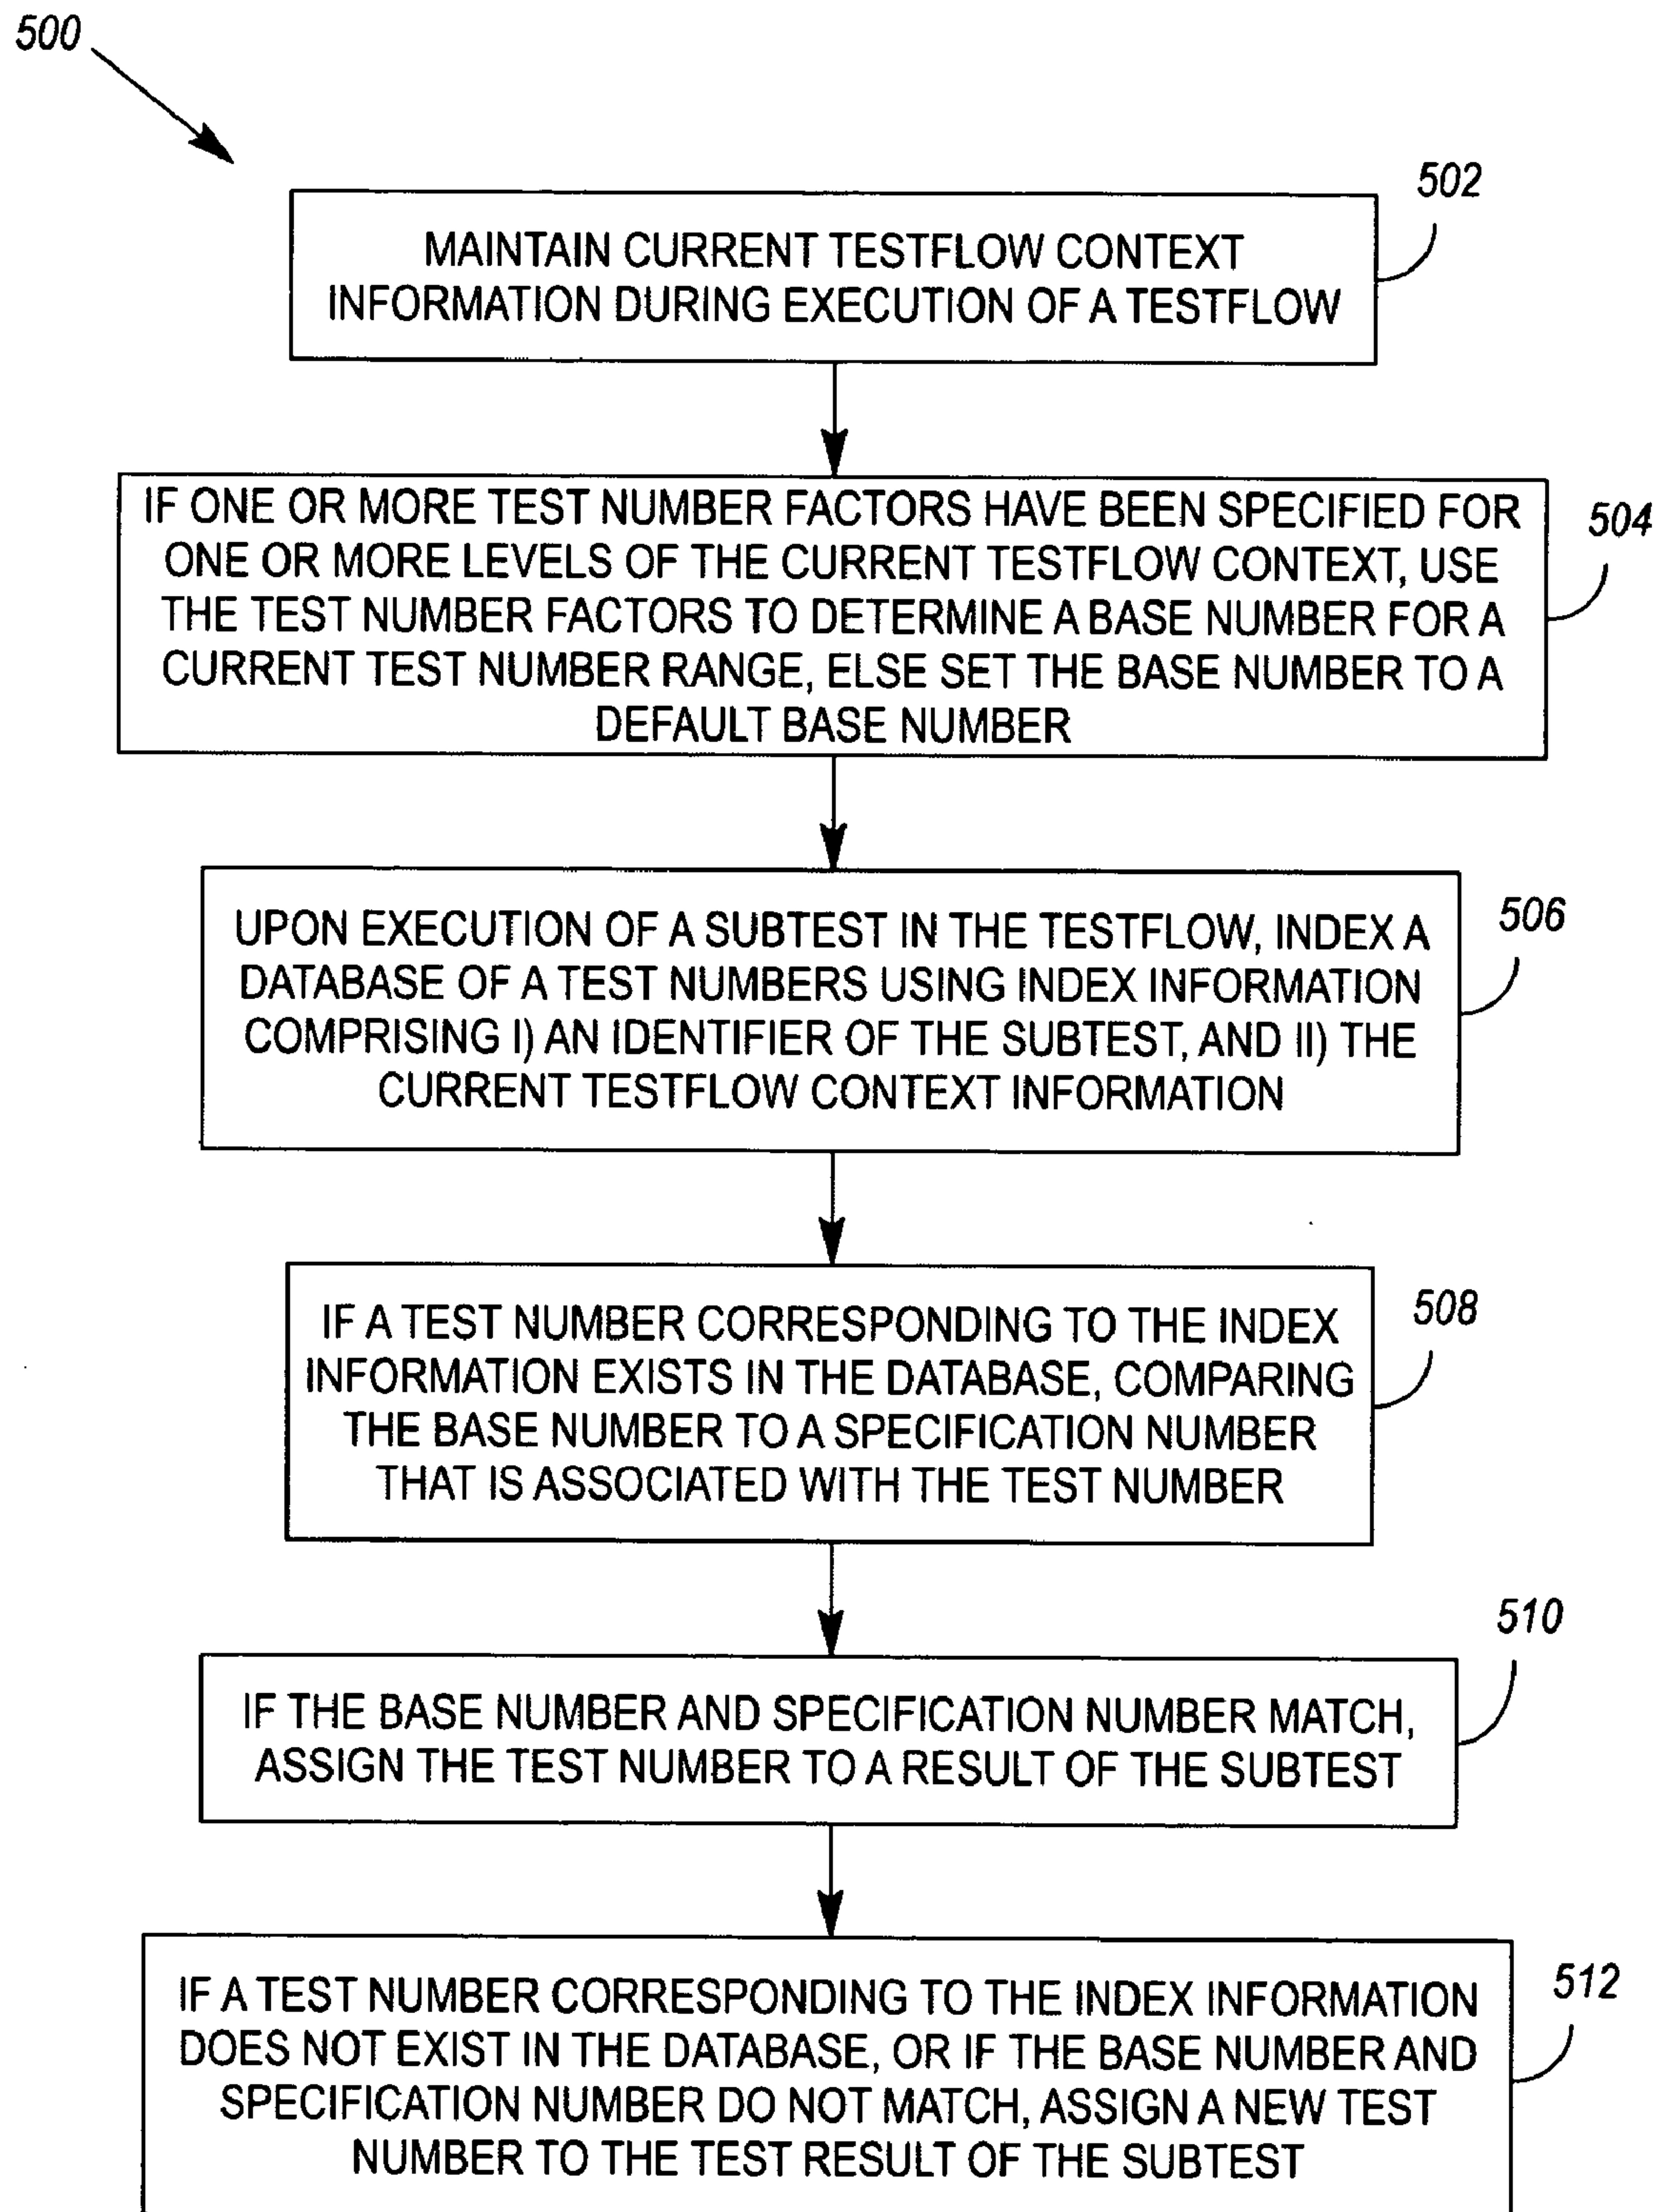 500
502
MAINTAIN CURRENT TESTFLOW CONTEXT
INFORMATION DURING EXECUTION OF A TESTFLOW
504
IF ONE OR MORE TEST NUMBER FACTORS HAVE BEEN SPECIFIED FOR
ONE OR MORE LEVELS OF THE CURRENT TESTFLOW CONTEXT, USE
THE TEST NUMBER FACTORS TO DETERMINE A BASE NUMBER FOR A
CURRENT TEST NUMBER RANGE, ELSE SET THE BASE NUMBER TO A
DEFAULT BASE NUMBER
506
UPON EXECUTION OF A SUBTEST IN THE TESTFLOW, INDEX A
DATABASE OF A TEST NUMBERS USING INDEX INFORMATION
COMPRISING I) AN IDENTIFIER OF THE SUBTEST, AND II) THE
CURRENT TESTFLOW CONTEXT INFORMATION
508
IF A TEST NUMBER CORRESPONDING TO THE INDEX
INFORMATION EXISTS IN THE DATABASE, COMPARING
THE BASE NUMBER TO A SPECIFICATION NUMBER
THAT IS ASSOCIATED WITH THE TEST NUMBER
510
IF THE BASE NUMBER AND SPECIFICATION NUMBER MATCH,
ASSIGN THE TEST NUMBER TO A RESULT OF THE SUBTEST
512
IF A TEST NUMBER CORRESPONDING TO THE INDEX INFORMATION
DOES NOT EXIST IN THE DATABASE, OR IF THE BASE NUMBER AND
SPECIFICATION NUMBER DO NOT MATCH, ASSIGN A NEW TEST
NUMBER TO THE TEST RESULT OF THE SUBTEST